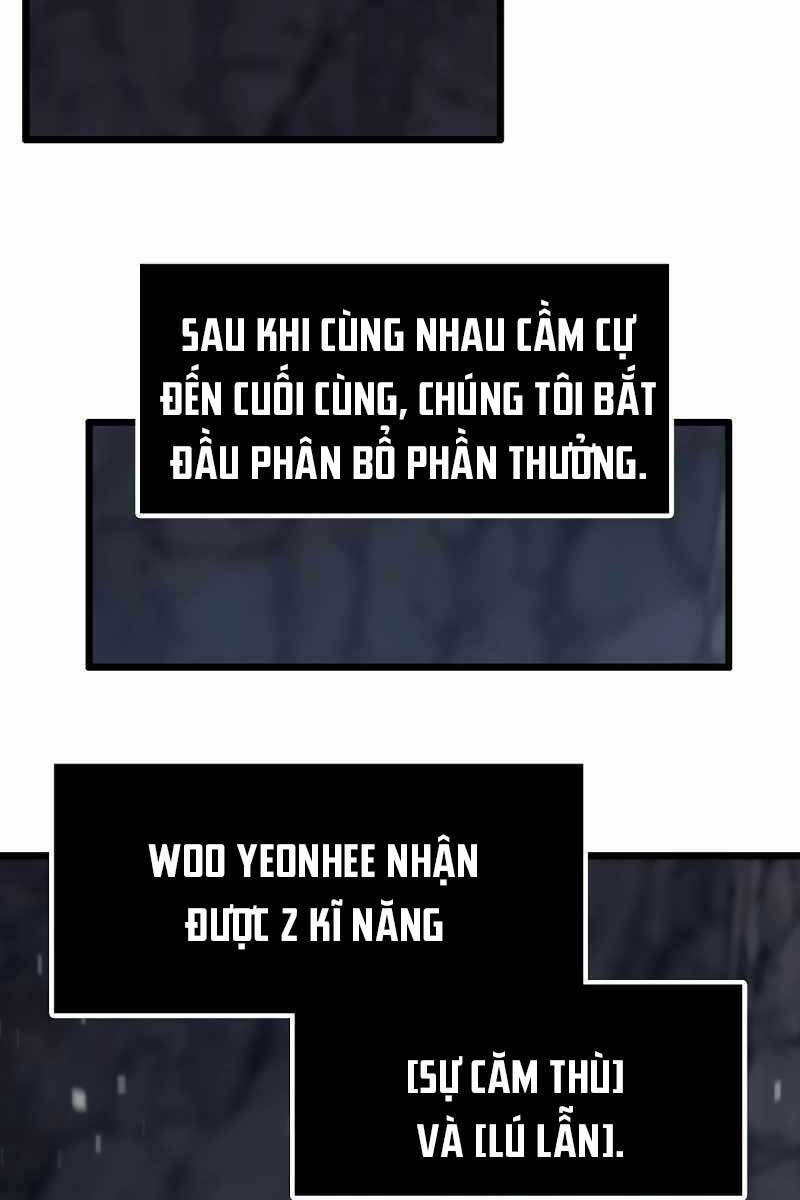 SAU KHI CÙNG NHAU CẦM CỰ
ĐẾN CUỐI CÙNG, CHÚNG TÔI BẮT
ĐẦU PHÂN BỔ PHẦN THƯỞNG.
WOO YEONHEE NHẬN
ĐƯỢC 2 KĨ NĂNG
[SỰ CĂM THÙ]
VÀ [LÚ LẪN].